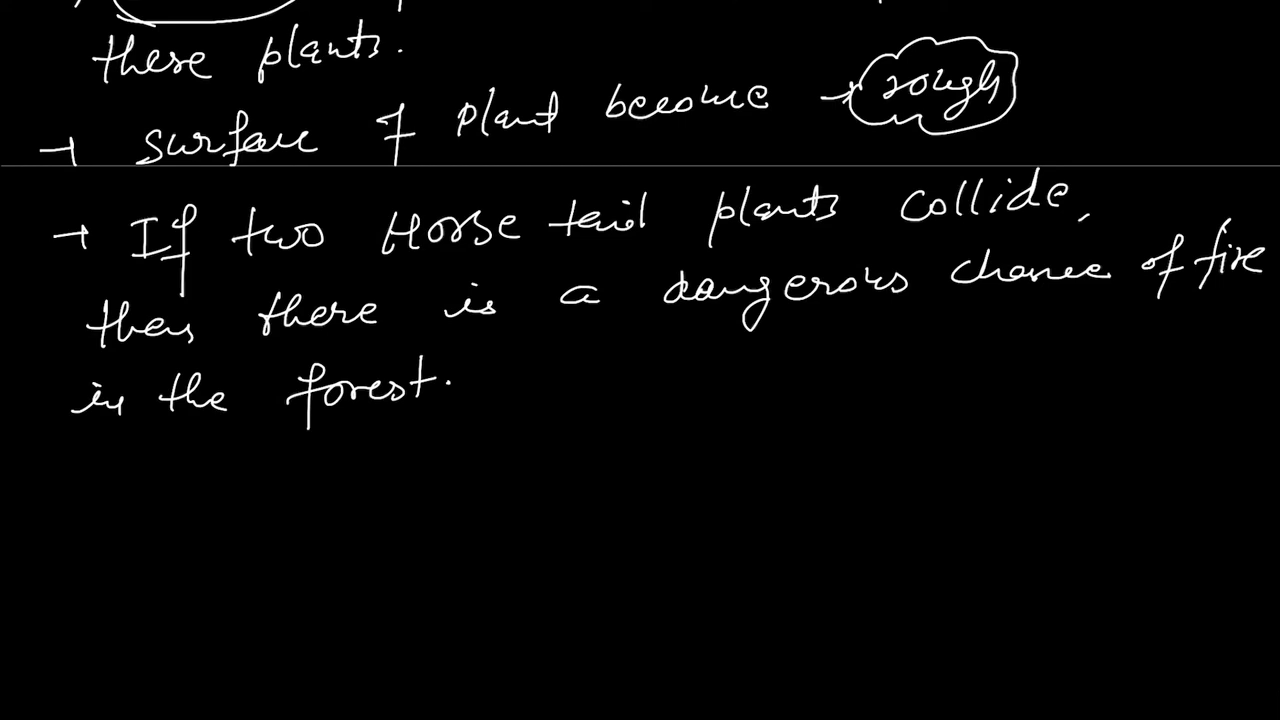 these plants.
→ surface of plant become → rough
→ If two Horse tail plants collide,
then there is a dangerous chance of fire
in the forest.